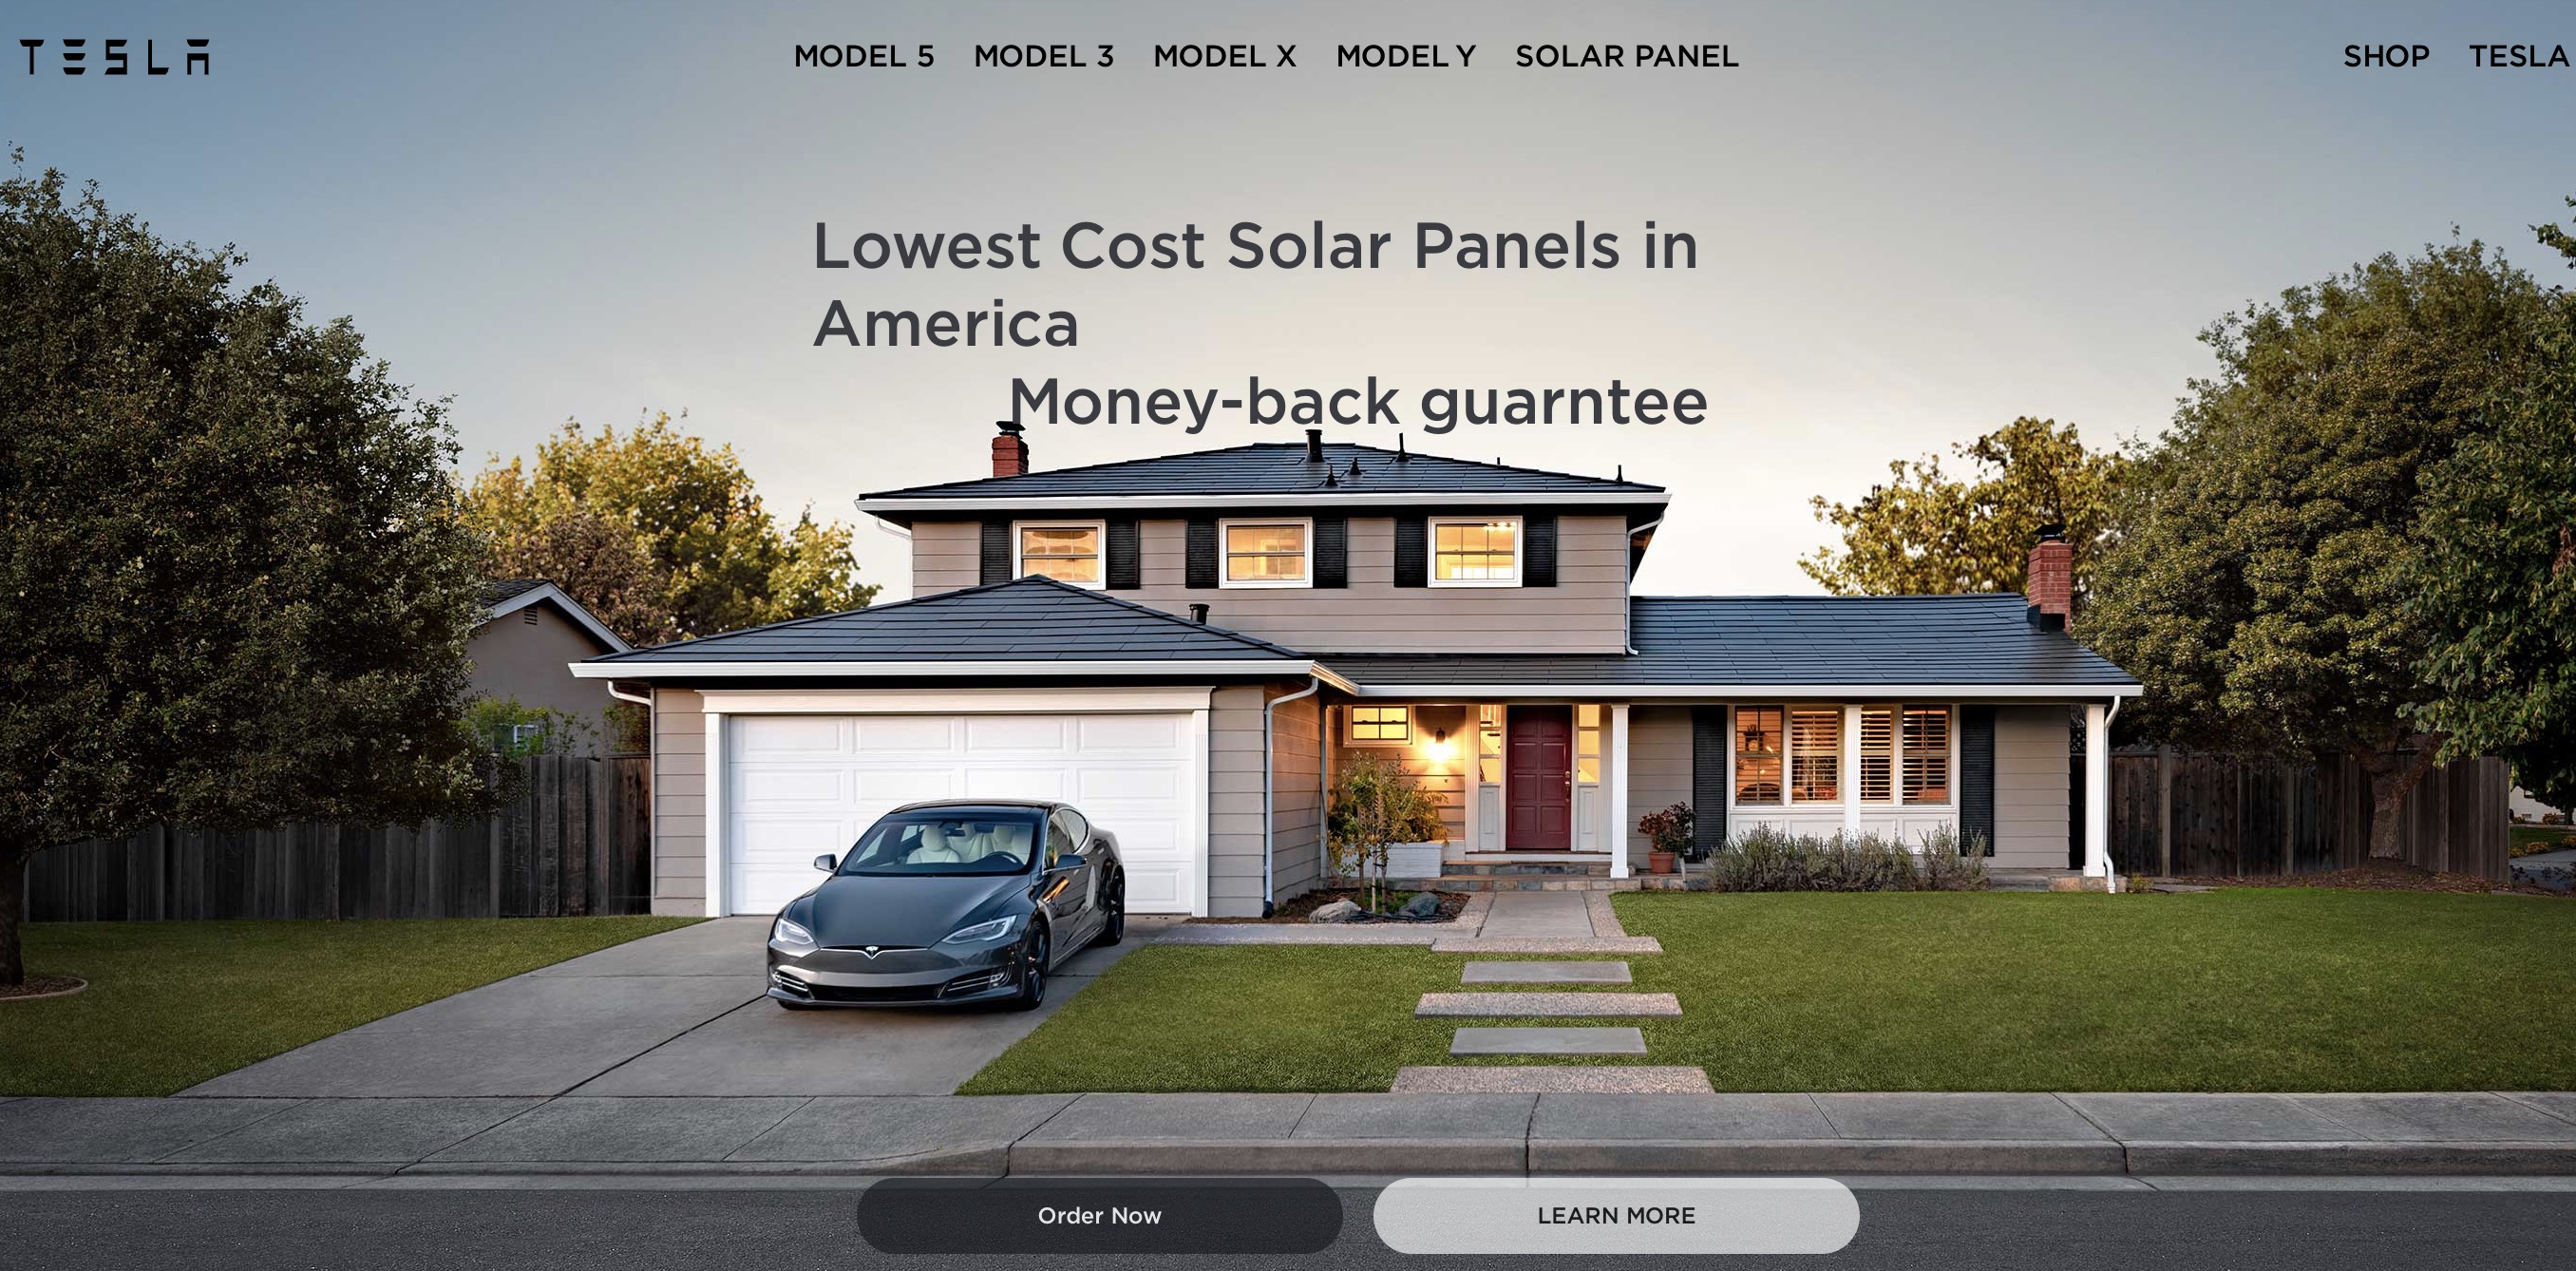 TESLA MODEL 5 MODEL 3 MODEL X MODEL Y SOLAR PANEL SHOP TESLA
Lowest Cost Solar Panels in
America
Money-back guarntee
Order Now LEARN MORE